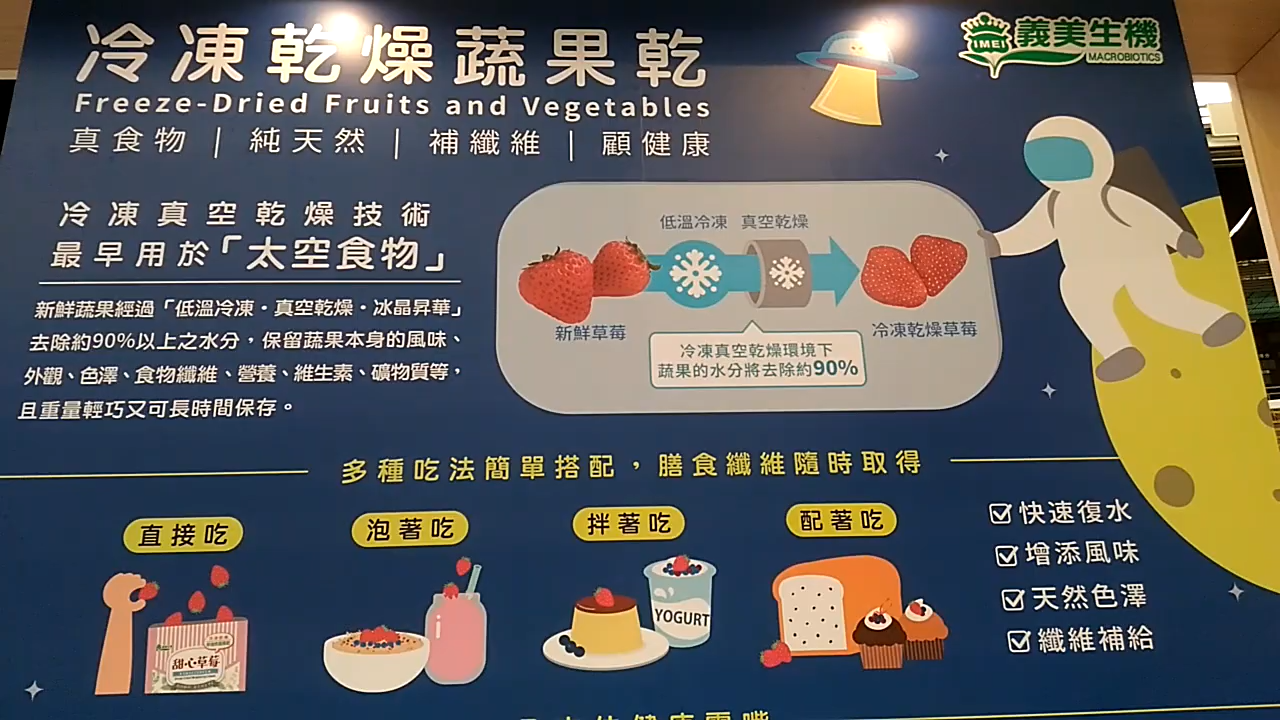 冷凍乾燥蔬果乾
Freeze-Dried Fruits and Vegetables
真食物 | 純天然 | 補纖維 | 顧健康
IMEI 義美生機
MACROBIOTICS
冷凍真空乾燥技術
最早用於「太空食物」
新鮮蔬果經過「低溫冷凍・真空乾燥・冰晶昇華」
去除約90%以上之水分，保留蔬果本身的風味、
外觀、色澤、食物纖維、營養、維生素、礦物質等，
且重量輕巧又可長時間保存。
低溫冷凍 真空乾燥
新鮮草莓
冷凍乾燥草莓
冷凍真空乾燥環境下
蔬果的水分將去除約90%
多種吃法簡單搭配，膳食纖維隨時取得
直接吃
泡著吃
拌著吃
配著吃
甜心草莓
YOGURT
快速復水
增添風味
天然色澤
纖維補給